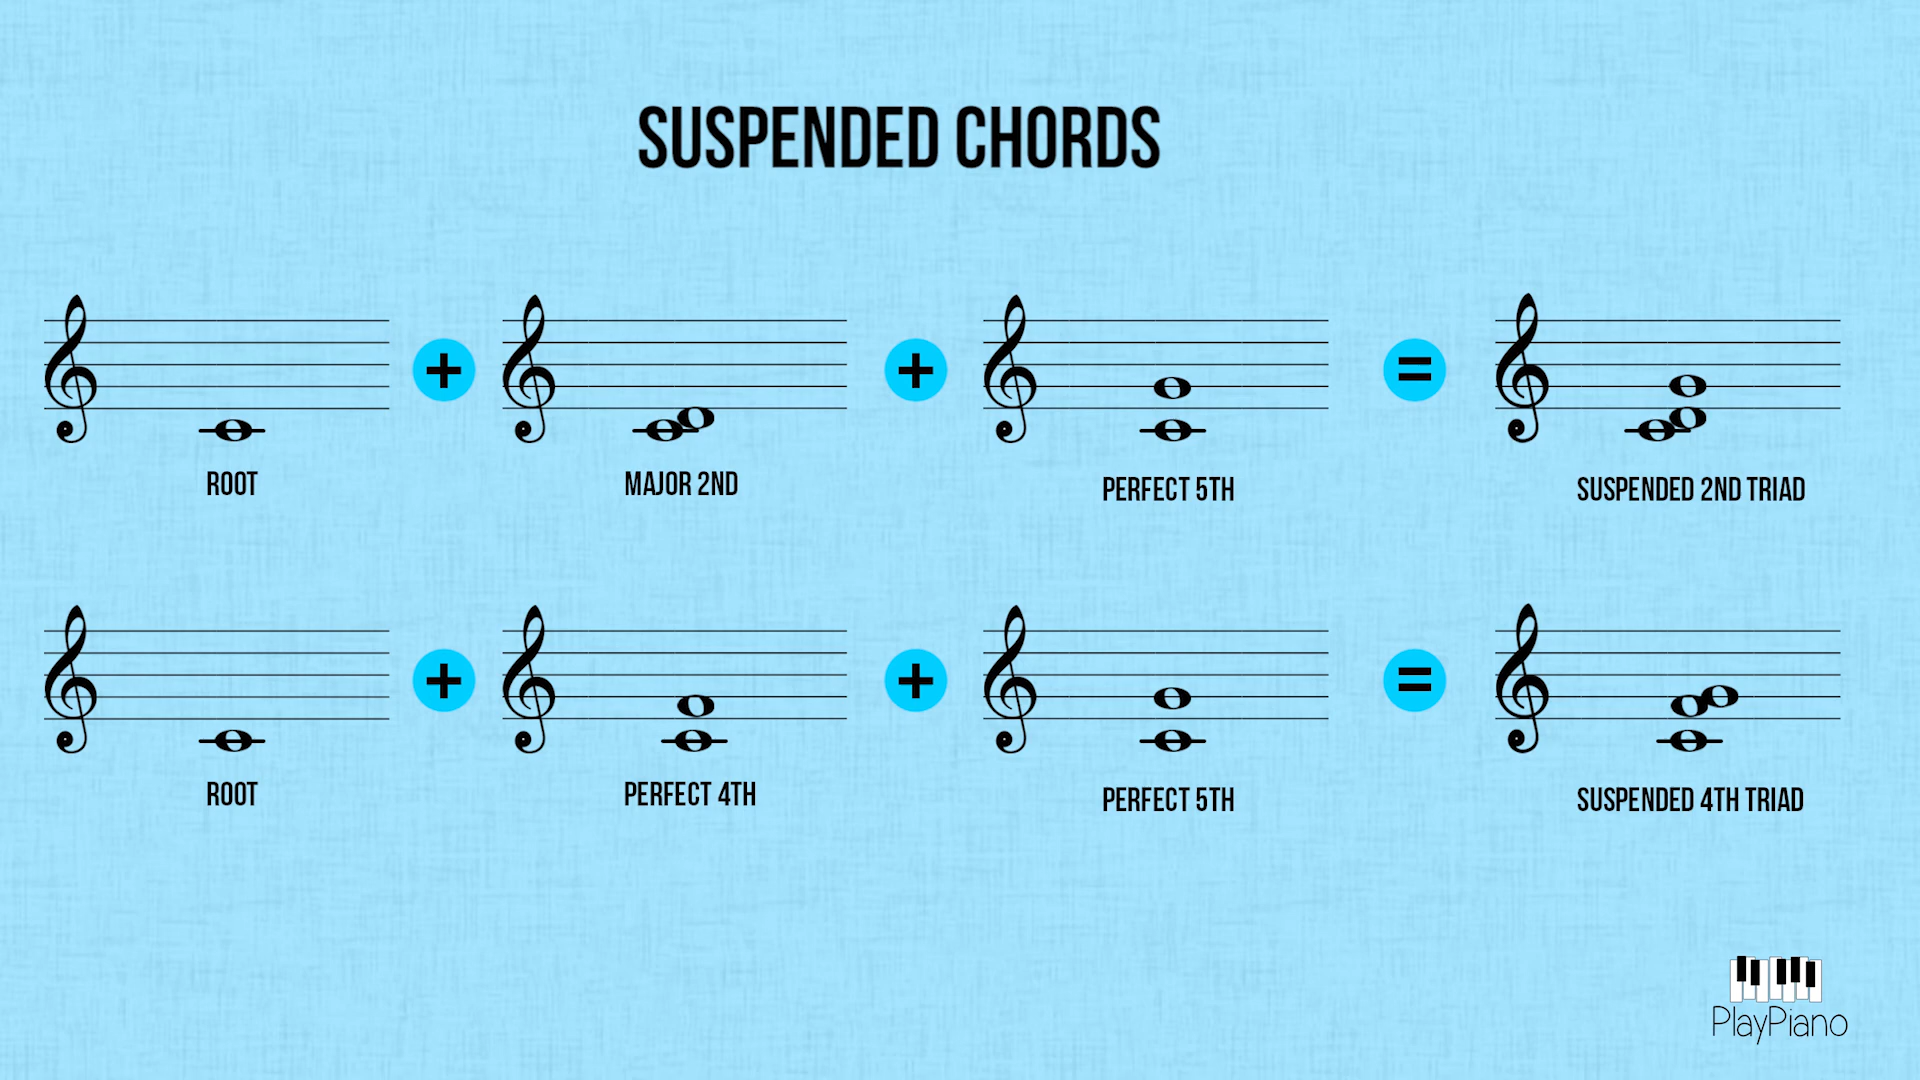 SUSPENDED CHORDS
+ + =
ROOT MAJOR 2ND PERFECT 5TH SUSPENDED 2ND TRIAD
+ + =
ROOT PERFECT 4TH PERFECT 5TH SUSPENDED 4TH TRIAD
PlayPiano